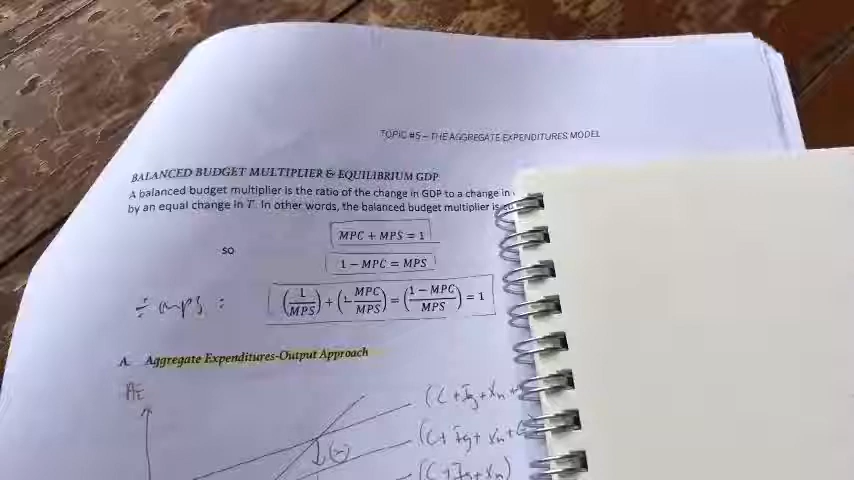 TOPIC #5 – THE AGGREGATE EXPENDITURES MODEL
BALANCED BUDGET MULTIPLIER & EQUILIBRIUM GDP
A balanced budget multiplier is the ratio of the change in GDP to a change in
by an equal change in T. In other words, the balanced budget multiplier is
MPC + MPS = 1
so
1 − MPC = MPS
÷ mps : (1/MPS) + (- MPC/MPS) = (1 − MPC/MPS) = 1
A. Aggregate Expenditures-Output Approach
AE
(C + Ig + Xn +
(C + Ig + Xn +
(C + Ig + Xn)